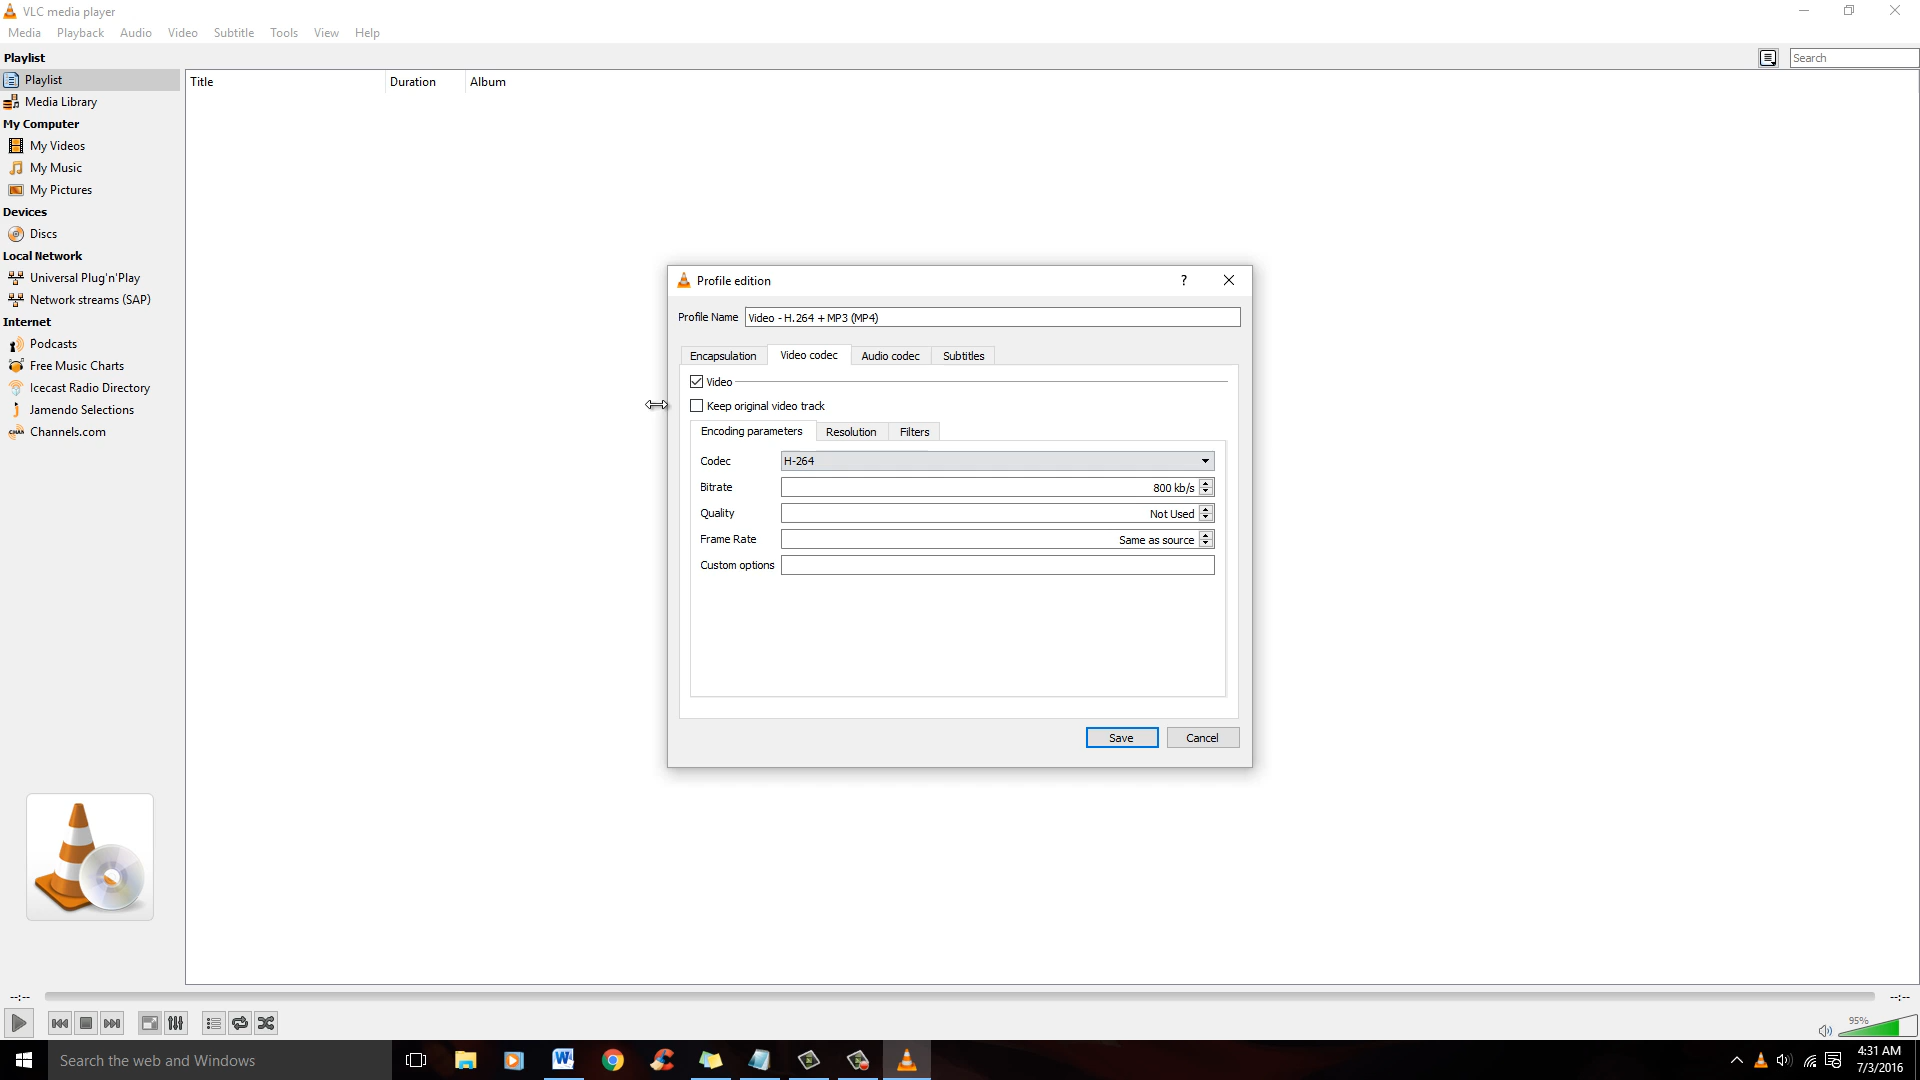 VLC media player
Media Playback Audio Video Subtitle Tools View Help
Playlist
Search
Playlist
Title Duration Album
Media Library
My Computer
My Videos
My Music
My Pictures
Devices
Discs
Local Network
Universal Plug'n'Play
Network streams (SAP)
Internet
Podcasts
Free Music Charts
Icecast Radio Directory
Jamendo Selections
Channels.com
Profile edition
?
Profile Name Video - H.264 + MP3 (MP4)
Encapsulation Video codec Audio codec Subtitles
Video
Keep original video track
Encoding parameters Resolution Filters
Codec H-264
Bitrate 800 kb/s
Quality Not Used
Frame Rate Same as source
Custom options
Save Cancel
--:-- --:--
95%
Search the web and Windows
4:31 AM
7/3/2016